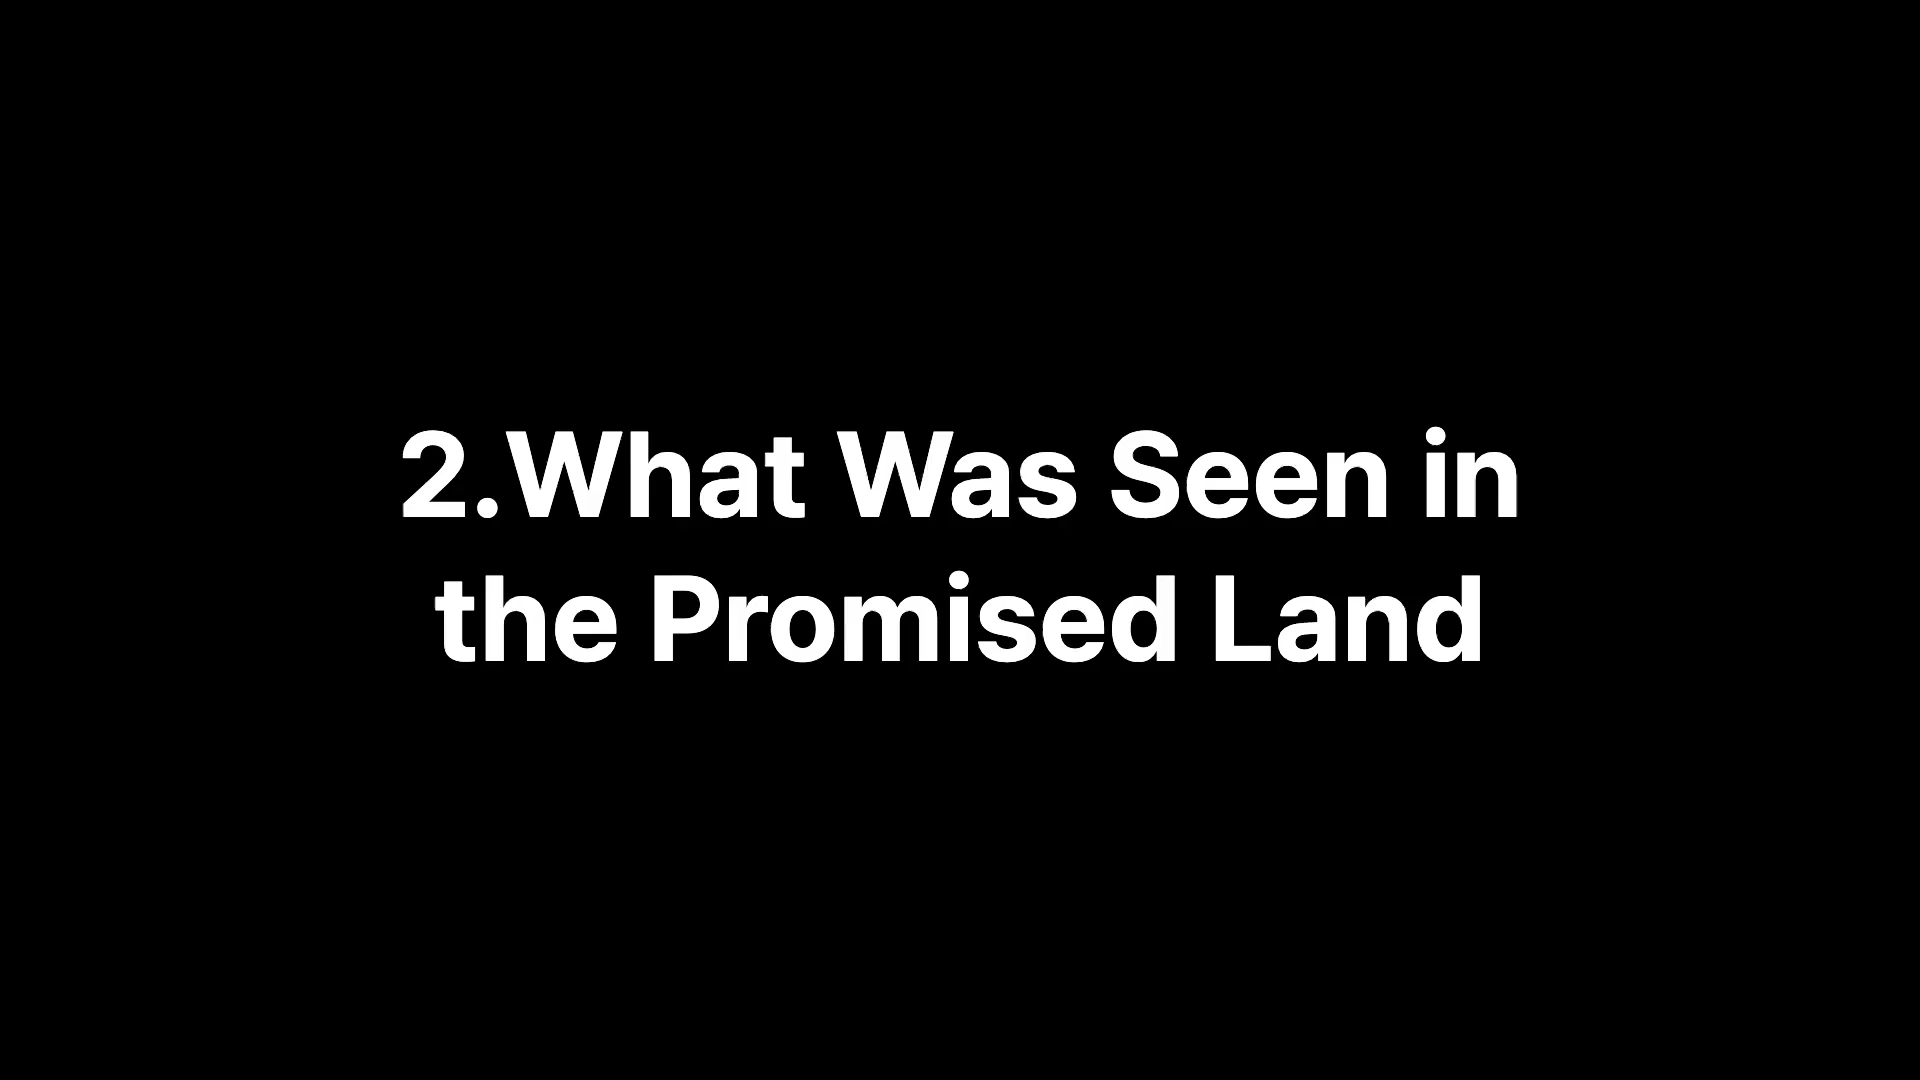 2.What Was Seen in
the Promised Land